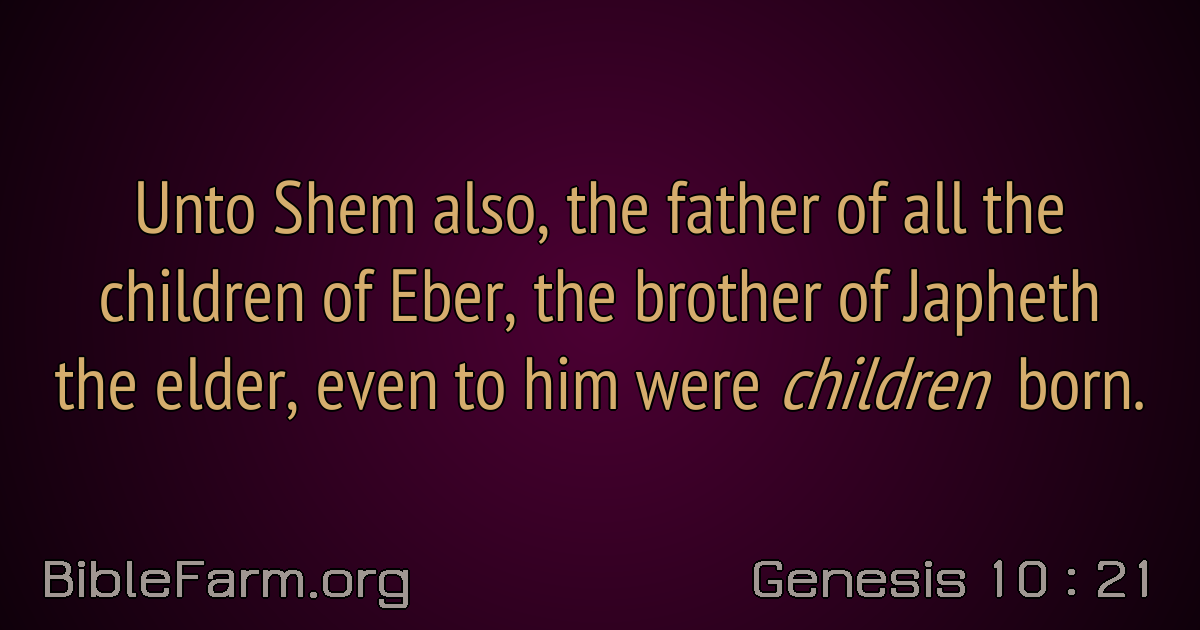 Unto Shem also, the father of all the
children of Eber, the brother of Japheth
the elder, even to him were children born.
BibleFarm.org
Genesis 10 : 21